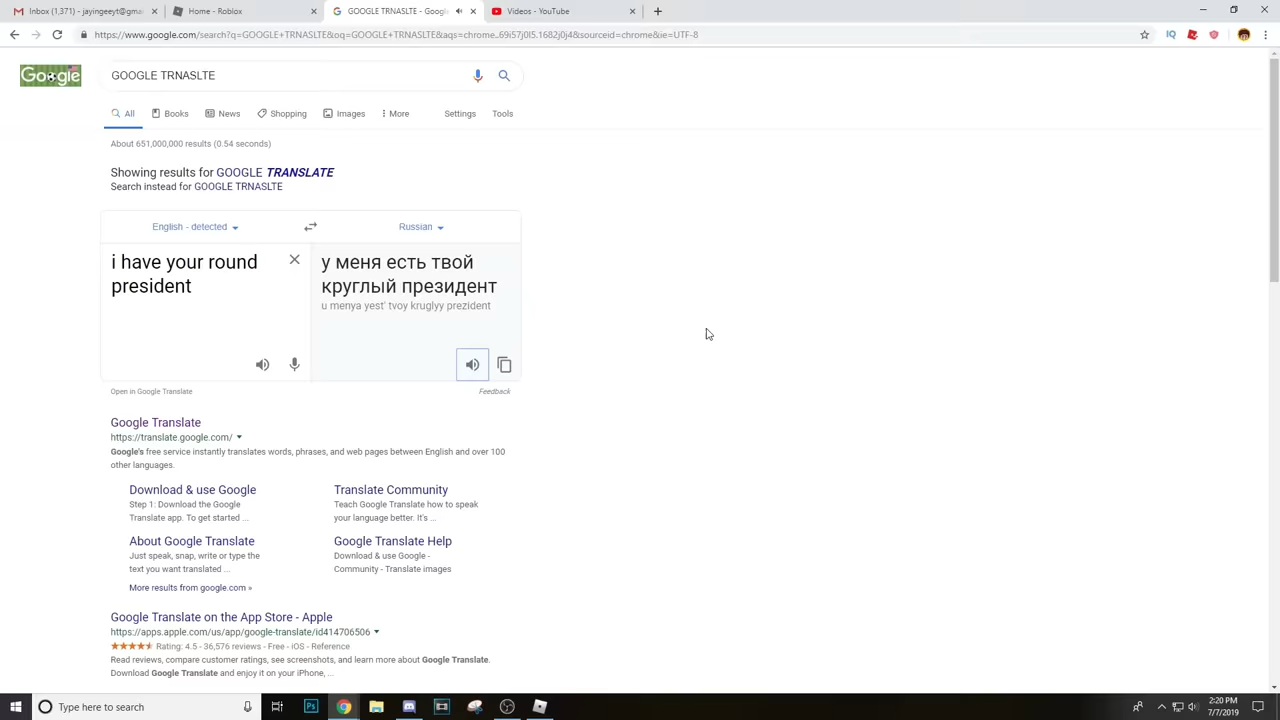 Inbox (1,371) - jayingeeyt@gma
Type of Face - Roblox
GOOGLE TRNASLTE - Googl
Videos - YouTube
https://www.google.com/search?q=GOOGLE+TRNASLTE&oq=GOOGLE+TRNASLTE&aqs=chrome..69i57j0l5.1682j0j4&sourceid=chrome&ie=UTF-8
Google
GOOGLE TRNASLTE
All Books News Shopping Images More Settings Tools
About 651,000,000 results (0.54 seconds)
Showing results for GOOGLE TRANSLATE
Search instead for GOOGLE TRNASLTE
English - detected
Russian
i have your round
president
у меня есть твой
круглый президент
u menya yest' tvoy kruglyy prezident
Open in Google Translate
Feedback
Google Translate
https://translate.google.com/
Google's free service instantly translates words, phrases, and web pages between English and over 100
other languages.
Download & use Google
Step 1: Download the Google
Translate app. To get started ...
Translate Community
Teach Google Translate how to speak
your language better. It's ...
About Google Translate
Just speak, snap, write or type the
text you want translated ...
Google Translate Help
Download & use Google -
Community - Translate images
More results from google.com »
Google Translate on the App Store - Apple
https://apps.apple.com/us/app/google-translate/id414706506
Rating: 4.5 - 36,576 reviews - Free - iOS - Reference
Read reviews, compare customer ratings, see screenshots, and learn more about Google Translate.
Download Google Translate and enjoy it on your iPhone, ...
Type here to search
2:20 PM
7/7/2019